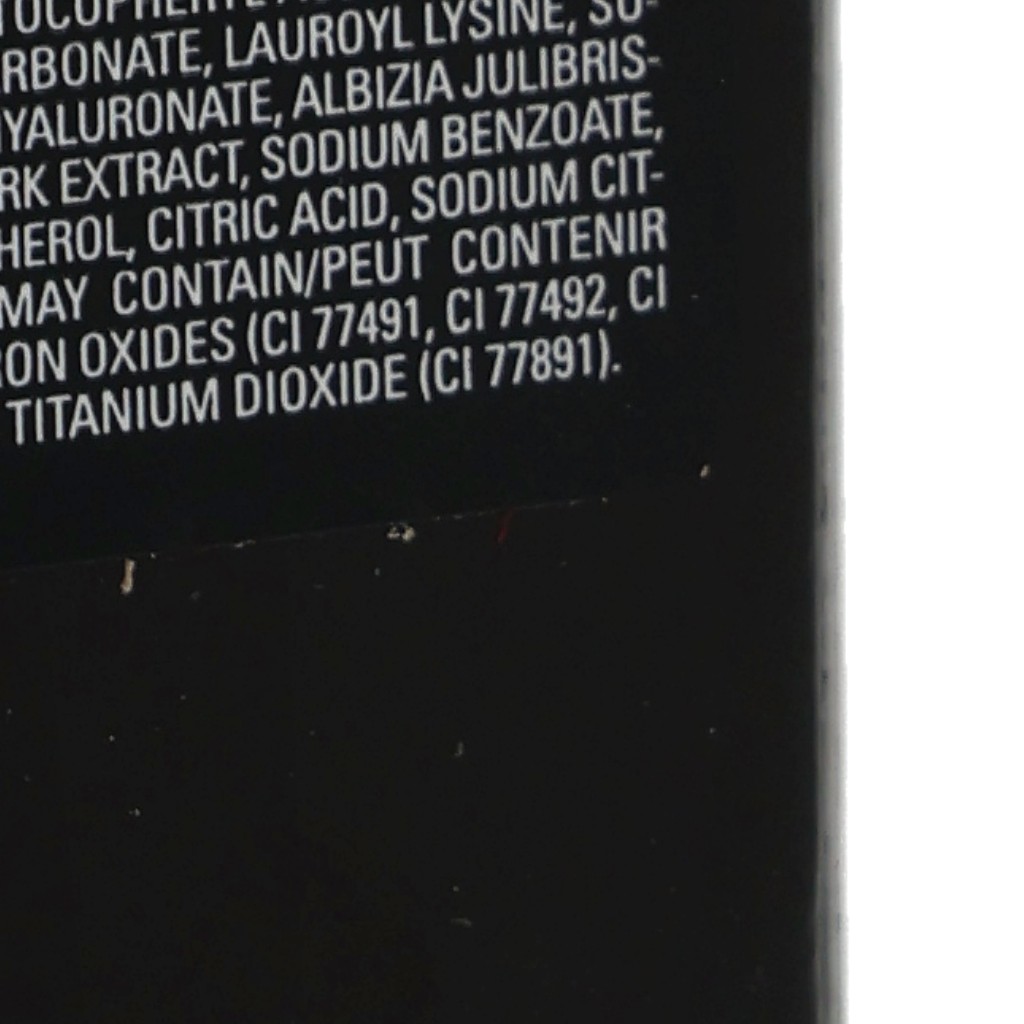 RBONATE, LAUROYL LYSINE, SO-
YALURONATE, ALBIZIA JULIBRIS-
RK EXTRACT, SODIUM BENZOATE,
HEROL, CITRIC ACID, SODIUM CIT-
MAY CONTAIN/PEUT CONTENIR
RON OXIDES (CI 77491, CI 77492, CI
TITANIUM DIOXIDE (CI 77891).